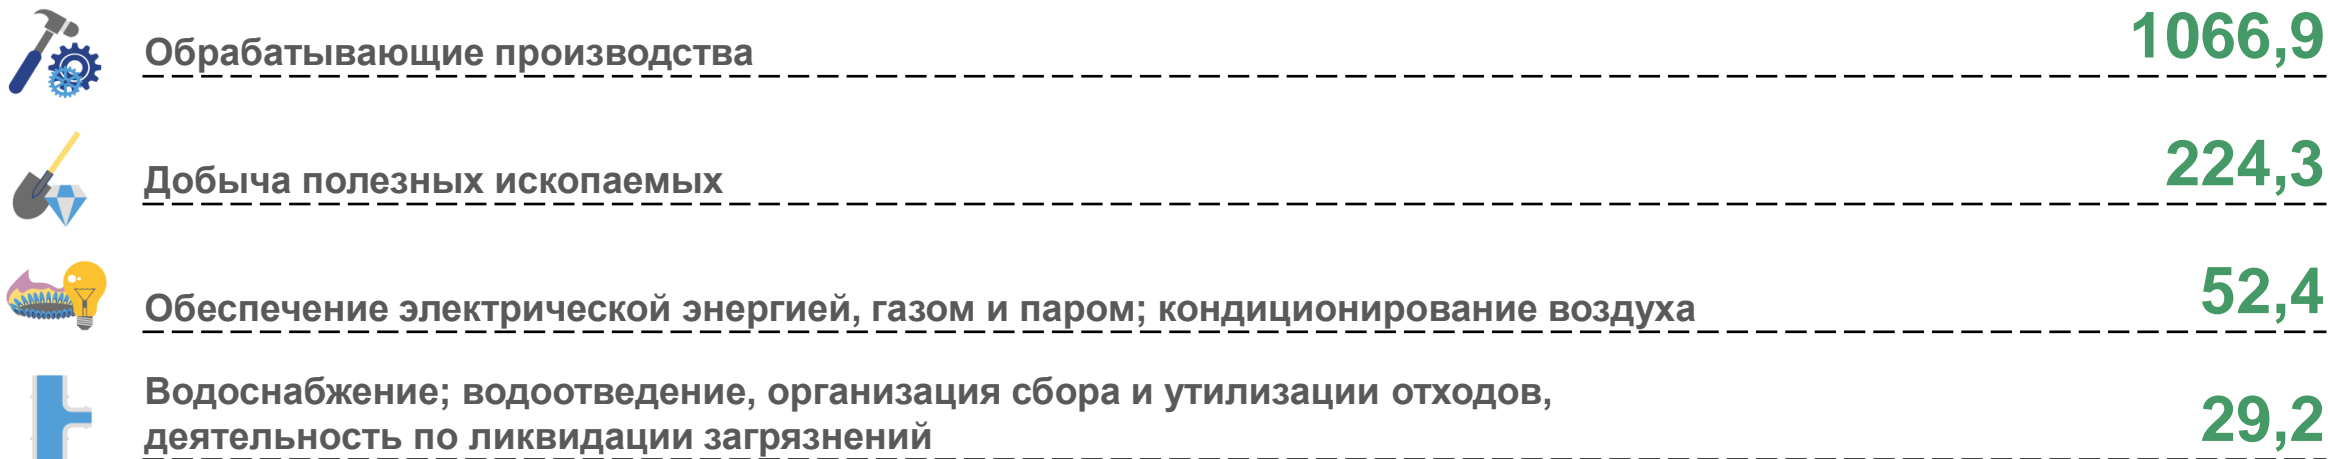 Обрабатывающие производства 1066,9
Добыча полезных ископаемых 224,3
Обеспечение электрической энергией, газом и паром; кондиционирование воздуха 52,4
Водоснабжение; водоотведение, организация сбора и утилизации отходов,
деятельность по ликвидации загрязнений 29,2